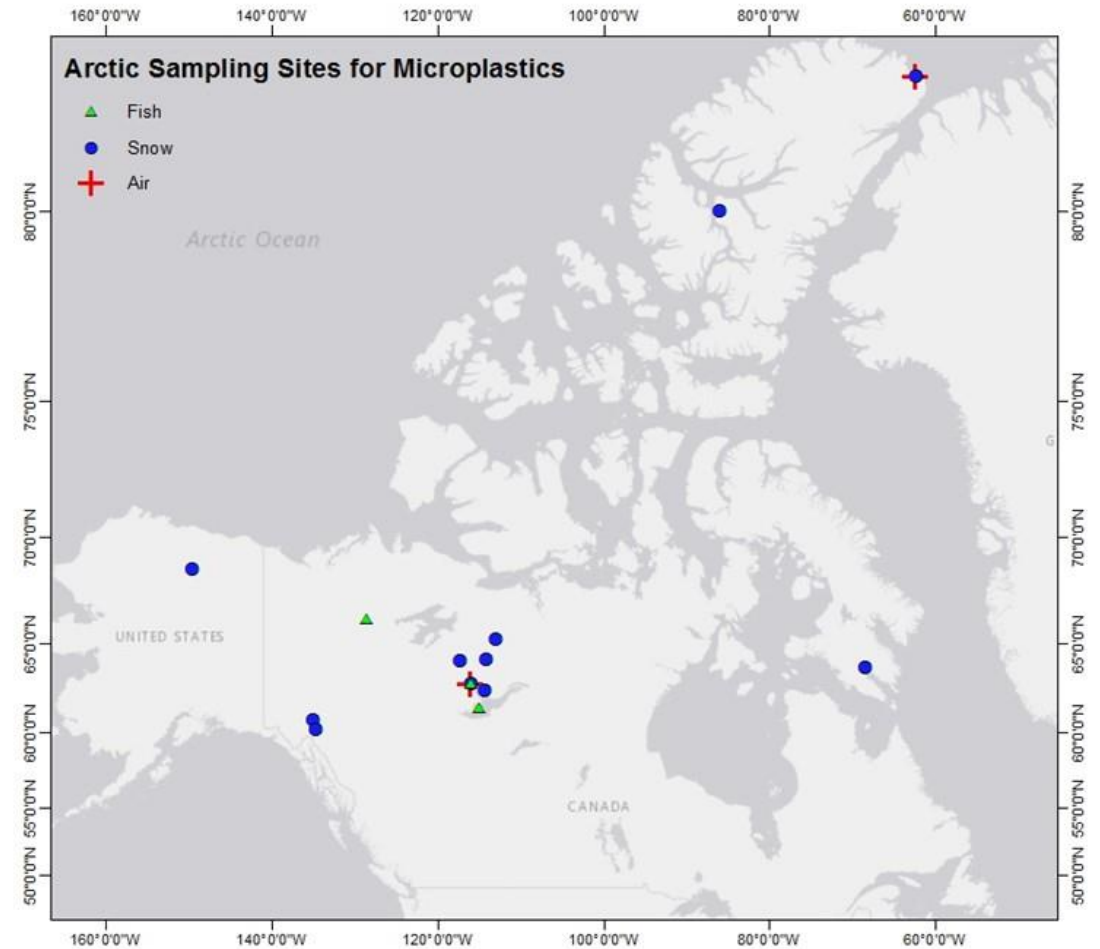 160°0'0"W 140°0'0"W 120°0'0"W 100°0'0"W 80°0'0"W 60°0'0"W
Arctic Sampling Sites for Microplastics
Fish
Snow
Air
80°0'0"N 80°0'0"N
Arctic Ocean
75°0'0"N 75°0'0"N
G
70°0'0"N 70°0'0"N
UNITED STATES
65°0'0"N 65°0'0"N
60°0'0"N 60°0'0"N
CANADA
55°0'0"N 55°0'0"N
50°0'0"N 50°0'0"N
160°0'0"W 140°0'0"W 120°0'0"W 100°0'0"W 80°0'0"W 60°0'0"W